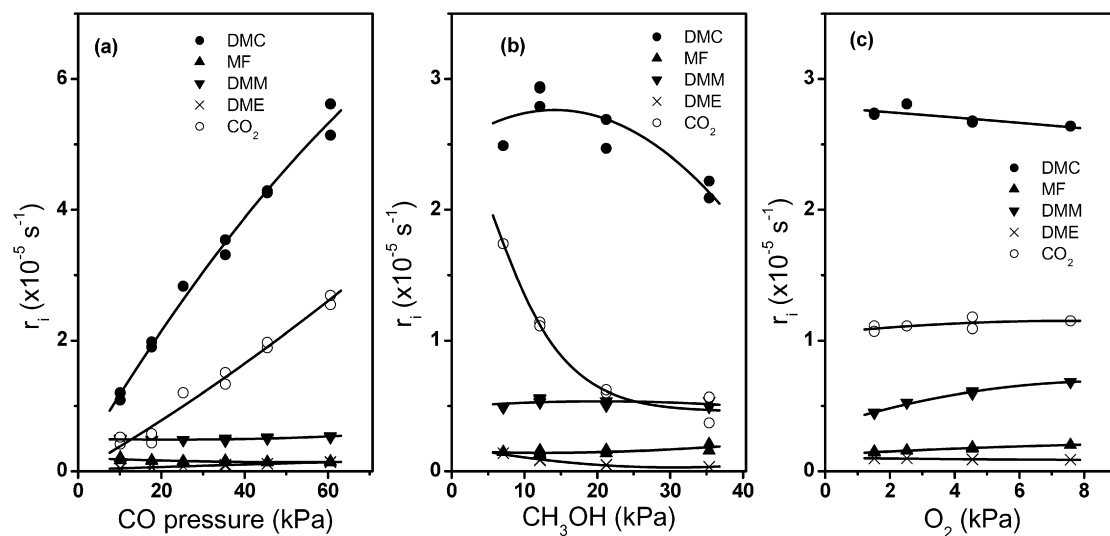 (a)
DMC
MF
DMM
DME
CO₂
rᵢ (x10⁻⁵ s⁻¹)
6
4
2
0
0 10 20 30 40 50 60 70
CO pressure (kPa)
(b)
DMC
MF
DMM
DME
CO₂
rᵢ (x10⁻⁵ s⁻¹)
3
2
1
0
0 10 20 30 40
CH₃OH (kPa)
(c)
DMC
MF
DMM
DME
CO₂
rᵢ (x10⁻⁵ s⁻¹)
3
2
1
0
0 2 4 6 8
O₂ (kPa)